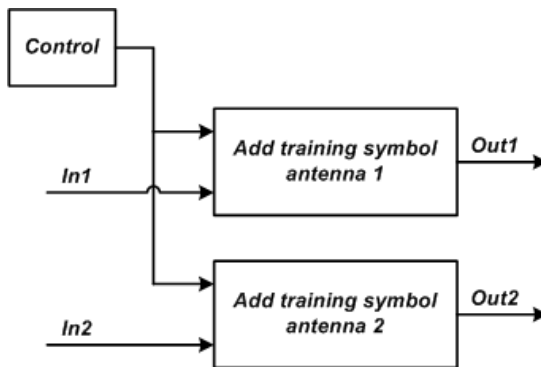 Control
Add training symbol
antenna 1
Out1
In1
Add training symbol
antenna 2
Out2
In2